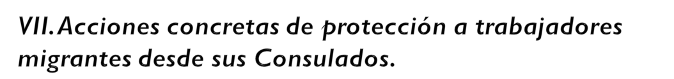 VII. Acciones concretas de protección a trabajadores
migrantes desde sus Consulados.